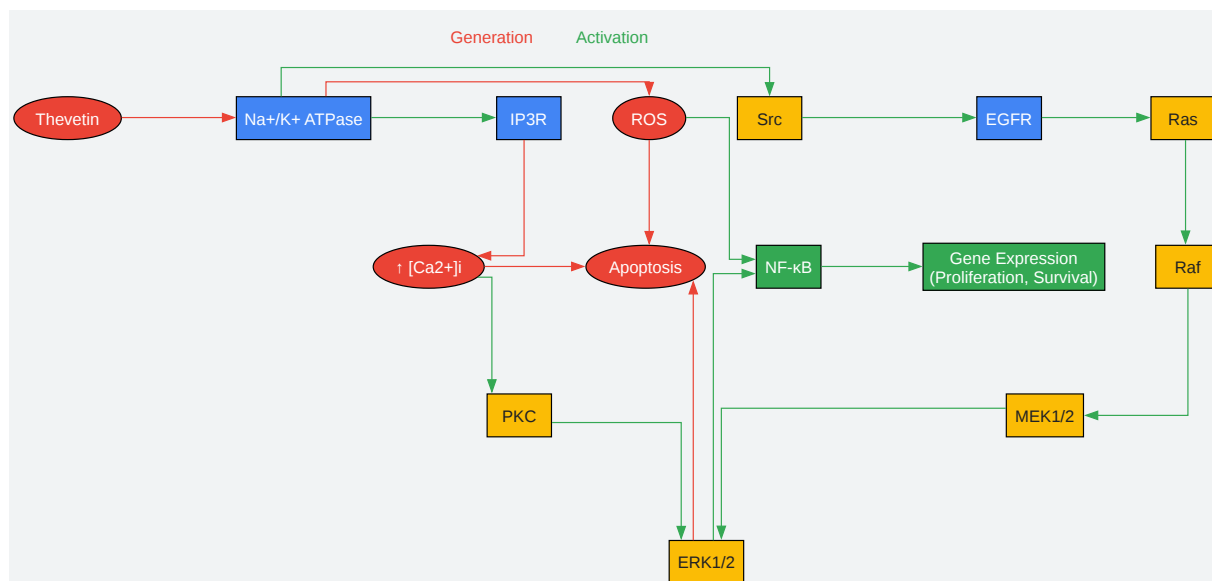 Generation
Activation
Thevetin
Na+/K+ ATPase
IP3R
ROS
Src
EGFR
Ras
↑ [Ca2+]i
Apoptosis
NF-κB
Gene Expression
(Proliferation, Survival)
Raf
PKC
MEK1/2
ERK1/2